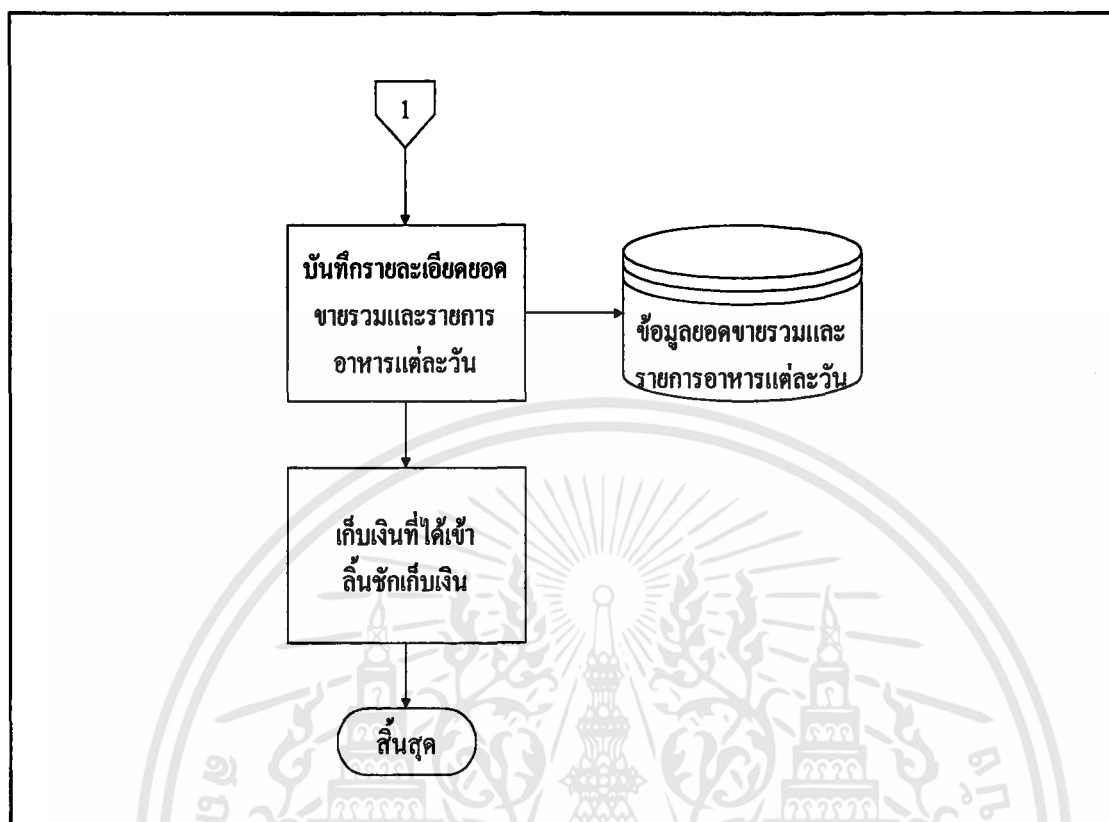 1
บันทึกรายละเอียดยอด
ขายรวมและรายการ
อาหารแต่ละวัน
ข้อมูลยอดขายรวมและ
รายการอาหารแต่ละวัน
เก็บเงินที่ได้เข้า
ลิ้นชักเก็บเงิน
สิ้นสุด